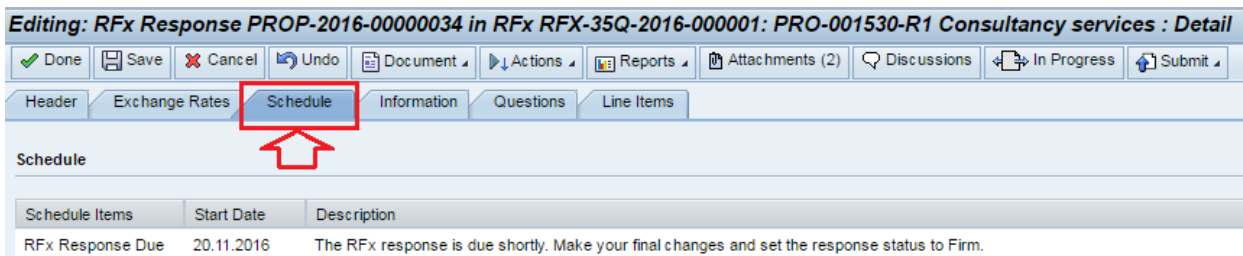 Editing: RFx Response PROP-2016-00000034 in RFx RFX-35Q-2016-000001: PRO-001530-R1 Consultancy services : Detail
Done Save Cancel Undo Document Actions Reports Attachments (2) Discussions In Progress Submit
Header Exchange Rates Schedule Information Questions Line Items
Schedule
Schedule Items Start Date Description
RFx Response Due 20.11.2016 The RFx response is due shortly. Make your final changes and set the response status to Firm.